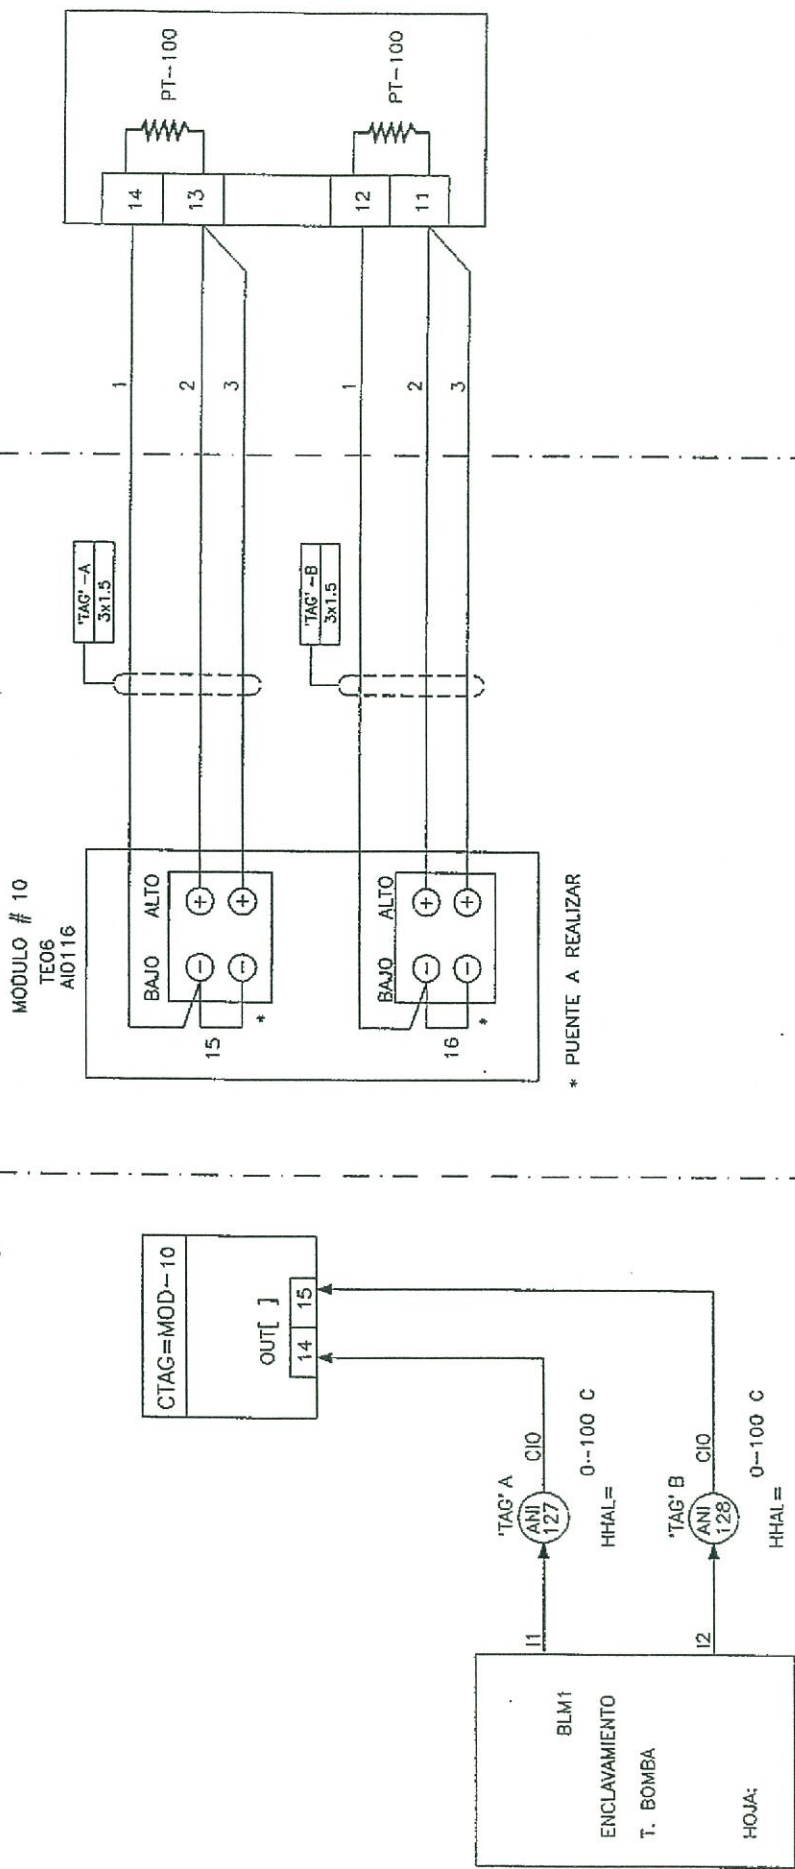 MODULO # 10
TE06
AI0116
BAJO ALTO
15
*
BAJO ALTO
16
*
* PUENTE A REALIZAR
'TAG' -A
3x1.5
'TAG' -B
3x1.5
1
2
3
1
2
3
14
13
PT-100
12
11
PT-100
CTAG=MOD-10
OUT[ ]
14 15
'TAG' A
ANI
127
CIO
0--100 C
HHAL=
'TAG' B
ANI
128
CIO
0--100 C
HHAL=
I1
I2
BLM1
ENCLAVAMIENTO
T. BOMBA
HOJA: